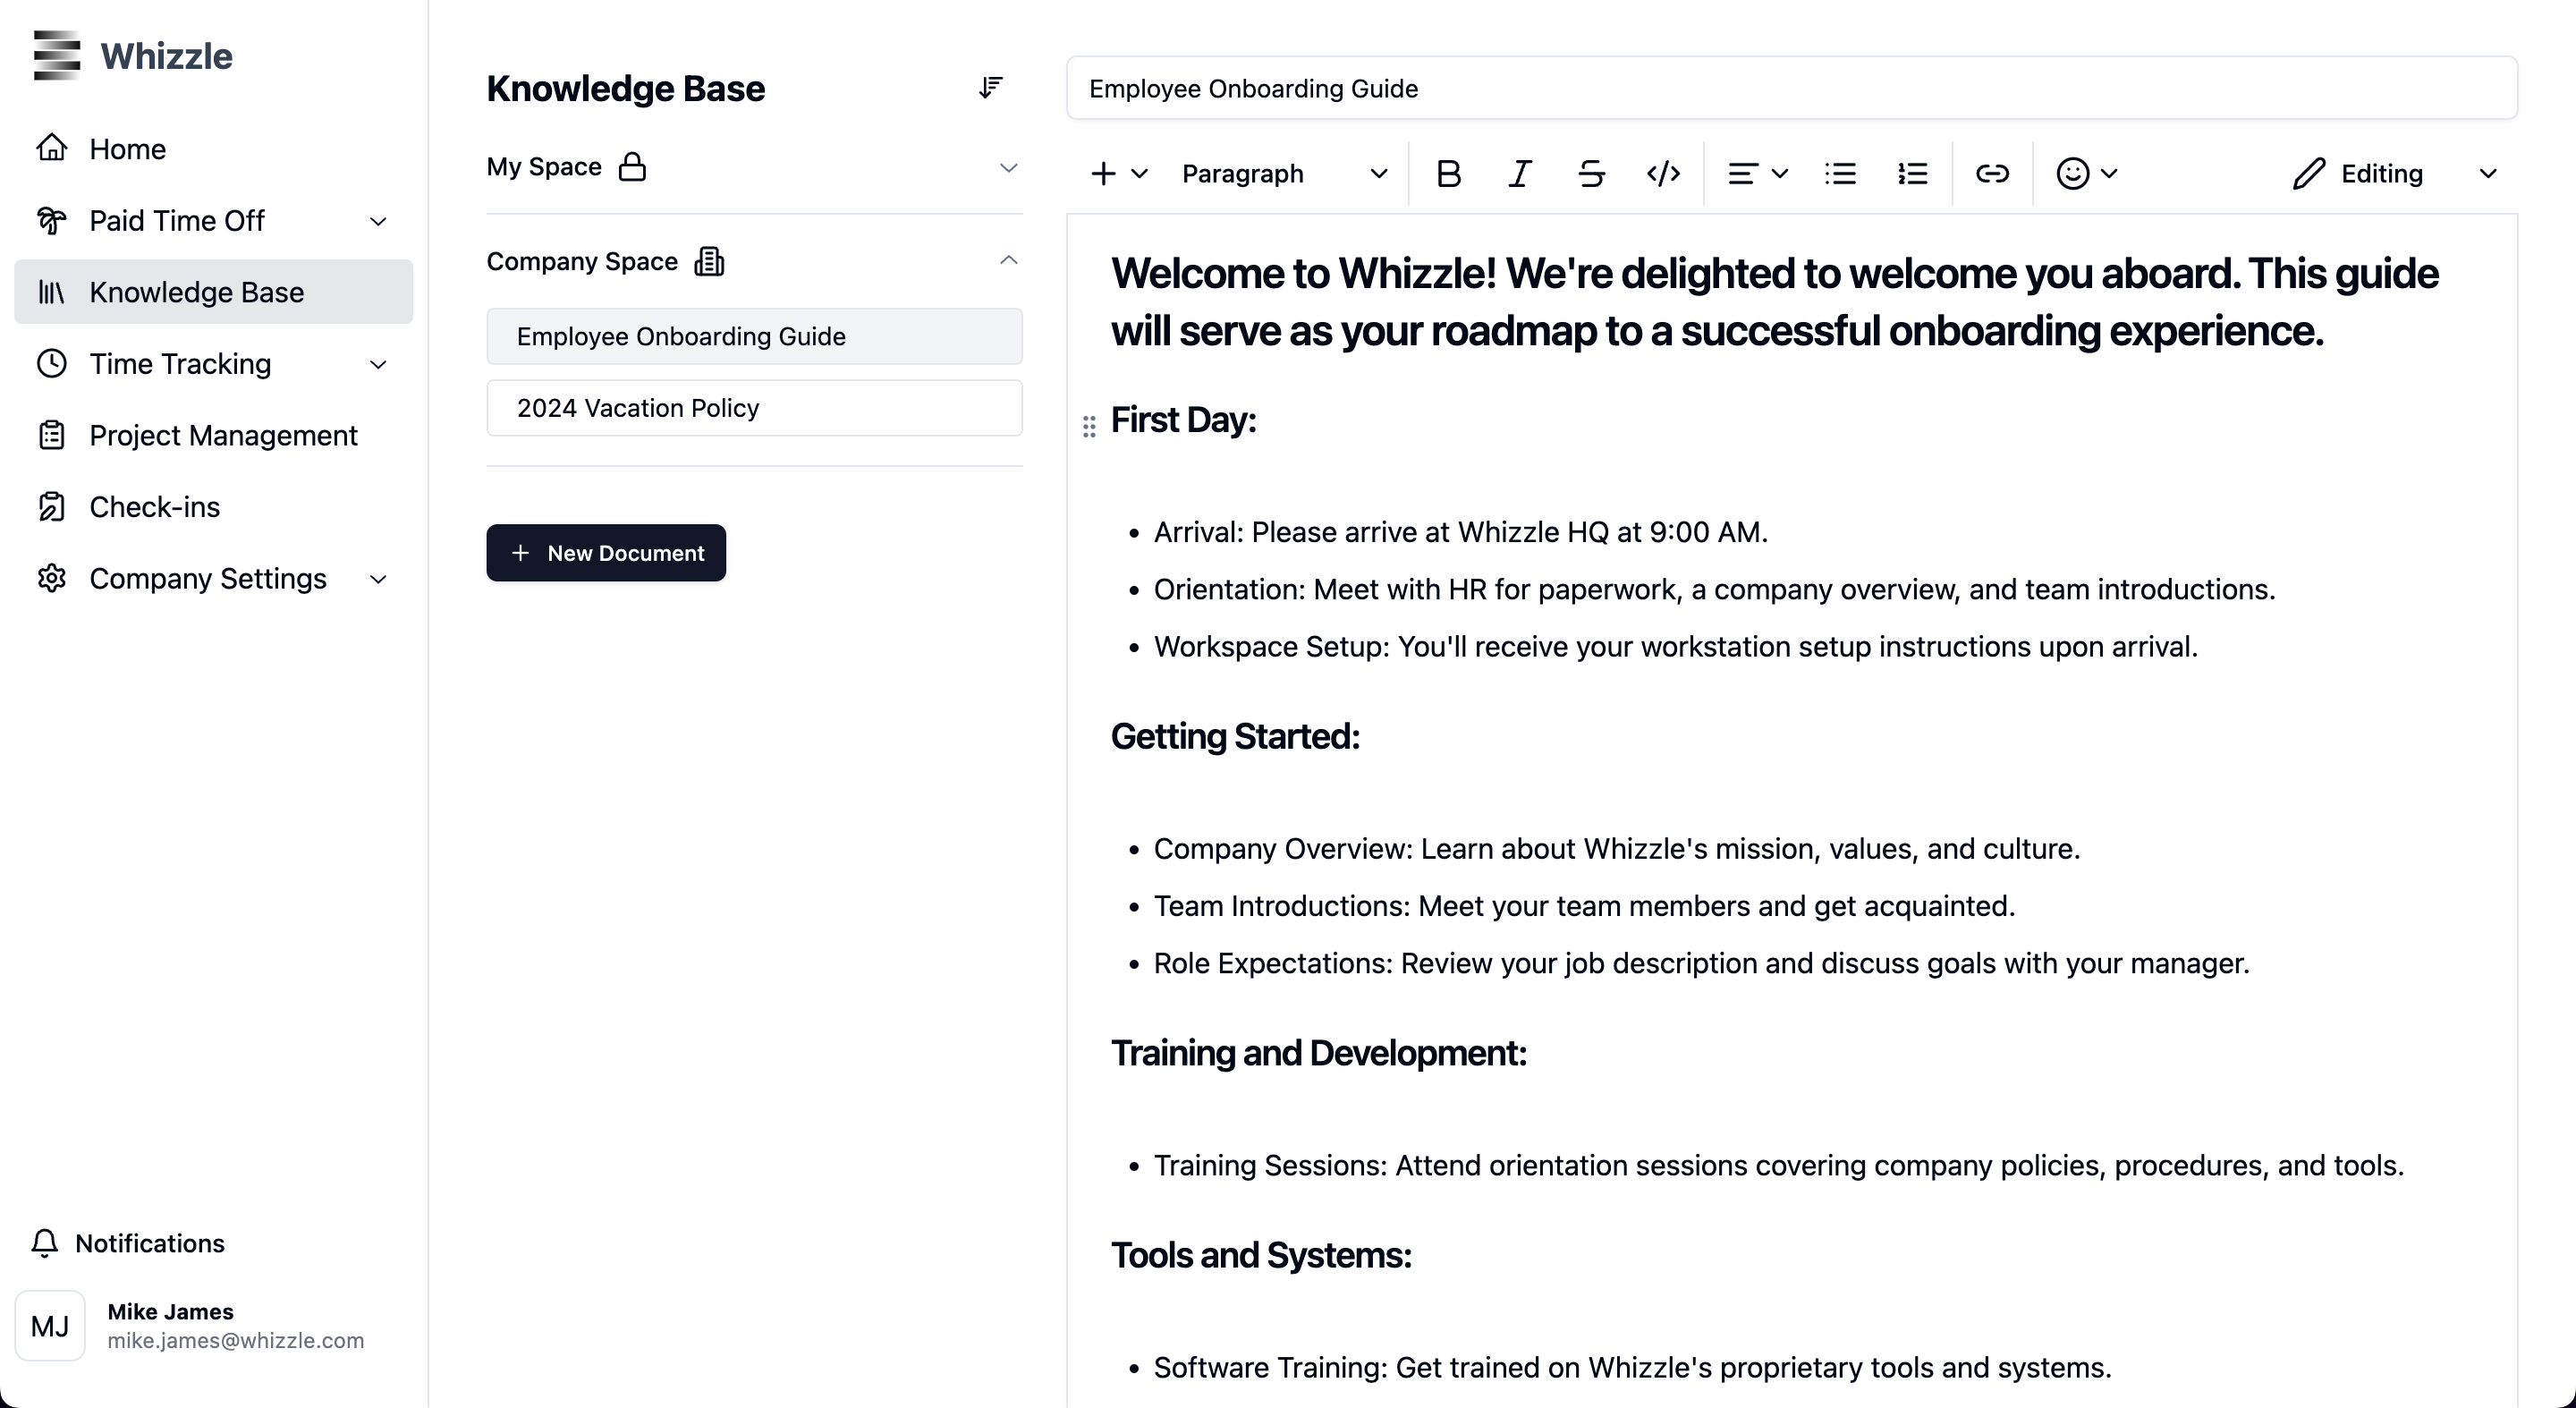 Whizzle
Home
Paid Time Off
Knowledge Base
Time Tracking
Project Management
Check-ins
Company Settings
Notifications
MJ
Mike James
mike.james@whizzle.com
Knowledge Base
My Space
Company Space
Employee Onboarding Guide
2024 Vacation Policy
+ New Document
Employee Onboarding Guide
Paragraph
B I S </>
Editing
Welcome to Whizzle! We're delighted to welcome you aboard. This guide
will serve as your roadmap to a successful onboarding experience.
First Day:
• Arrival: Please arrive at Whizzle HQ at 9:00 AM.
• Orientation: Meet with HR for paperwork, a company overview, and team introductions.
• Workspace Setup: You'll receive your workstation setup instructions upon arrival.
Getting Started:
• Company Overview: Learn about Whizzle's mission, values, and culture.
• Team Introductions: Meet your team members and get acquainted.
• Role Expectations: Review your job description and discuss goals with your manager.
Training and Development:
• Training Sessions: Attend orientation sessions covering company policies, procedures, and tools.
Tools and Systems:
• Software Training: Get trained on Whizzle's proprietary tools and systems.